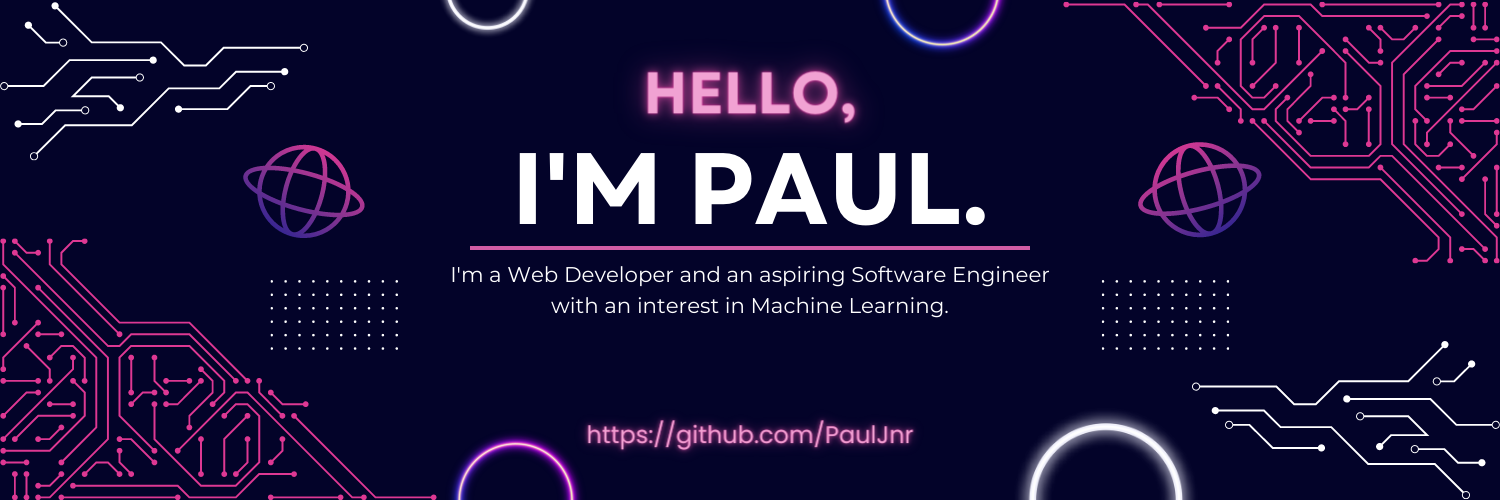 HELLO,
I'M PAUL.
I'm a Web Developer and an aspiring Software Engineer
with an interest in Machine Learning.
https://github.com/PaulJnr